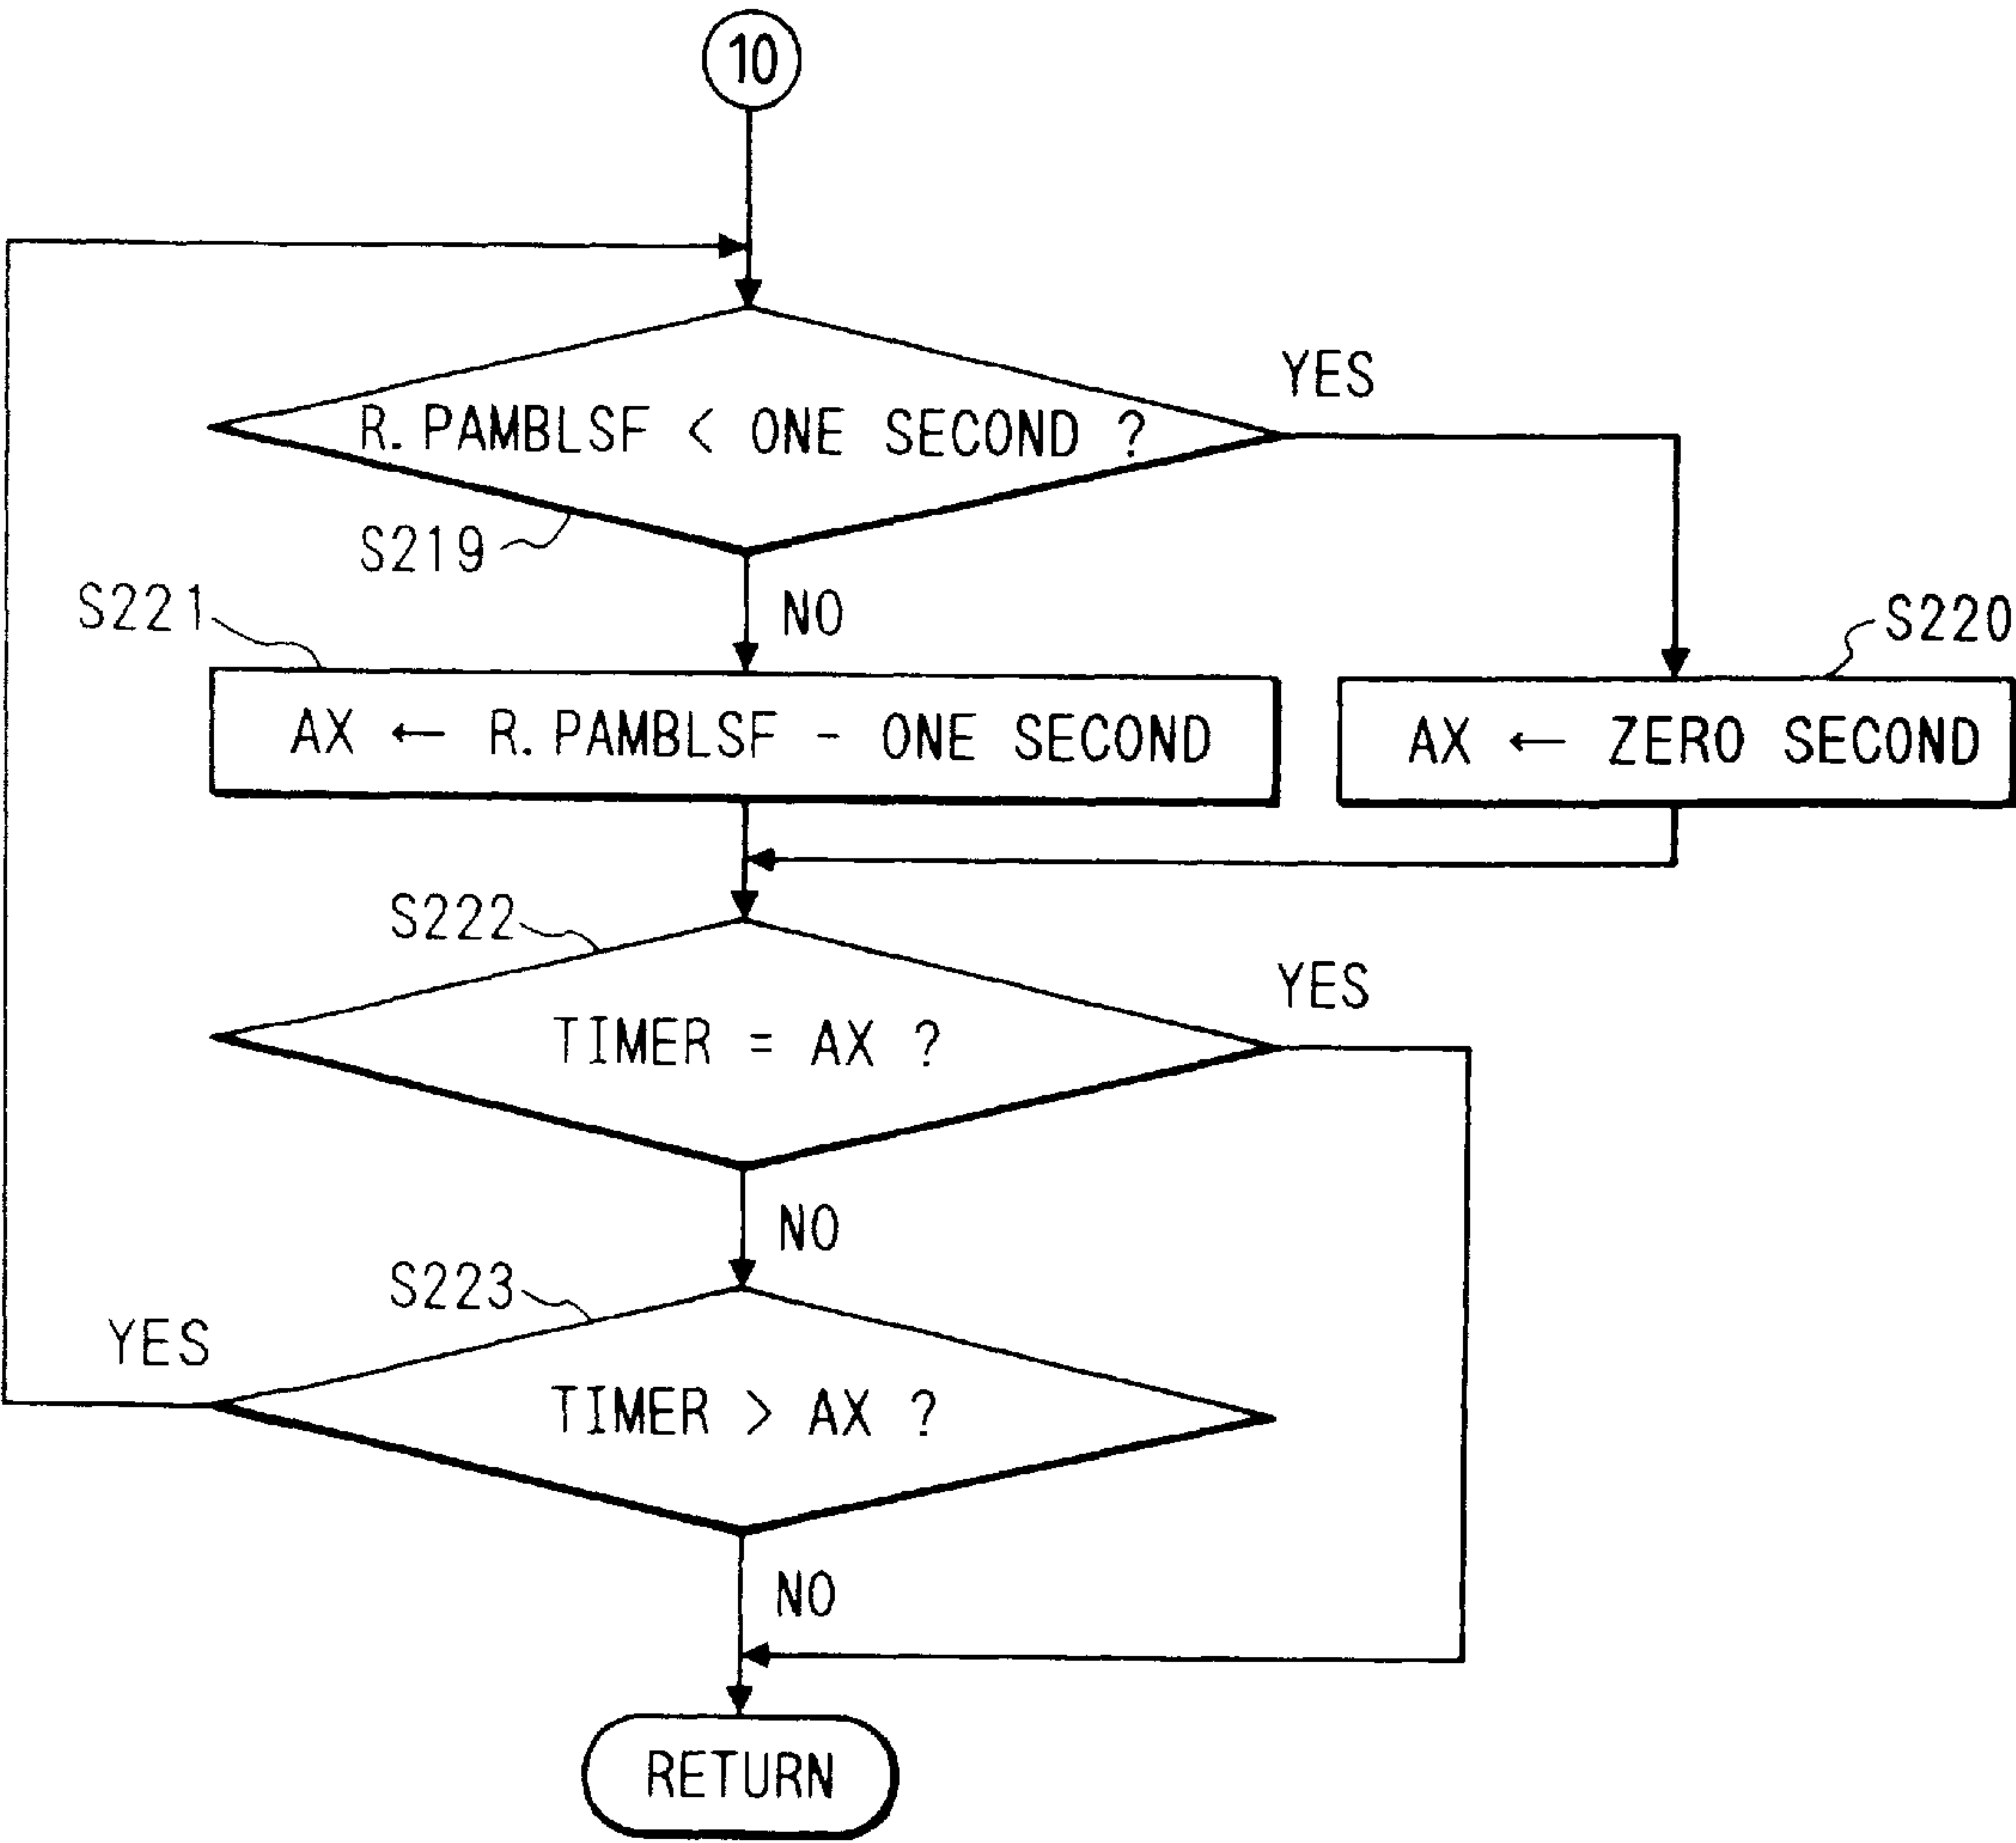 10
R. PAMBLSF < ONE SECOND ?
YES
S219
NO
S221
S220
AX ← R. PAMBLSF - ONE SECOND
AX ← ZERO SECOND
S222
TIMER = AX ?
YES
NO
S223
YES
TIMER > AX ?
NO
RETURN